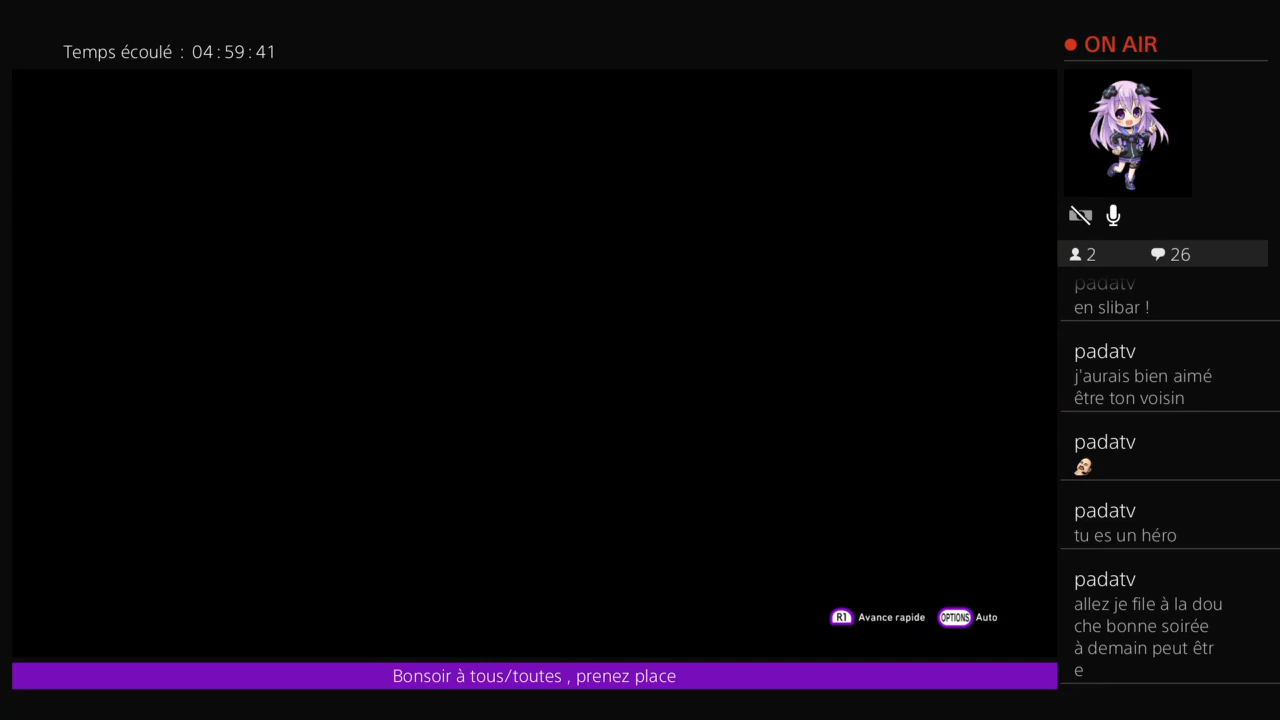 Temps écoulé : 04:59:41
ON AIR
2 26
padatv
en slibar !
padatv
j'aurais bien aimé
être ton voisin
padatv
padatv
tu es un héro
padatv
allez je file à la dou
che bonne soirée
à demain peut êtr
e
R1 Avance rapide OPTIONS Auto
Bonsoir à tous/toutes , prenez place